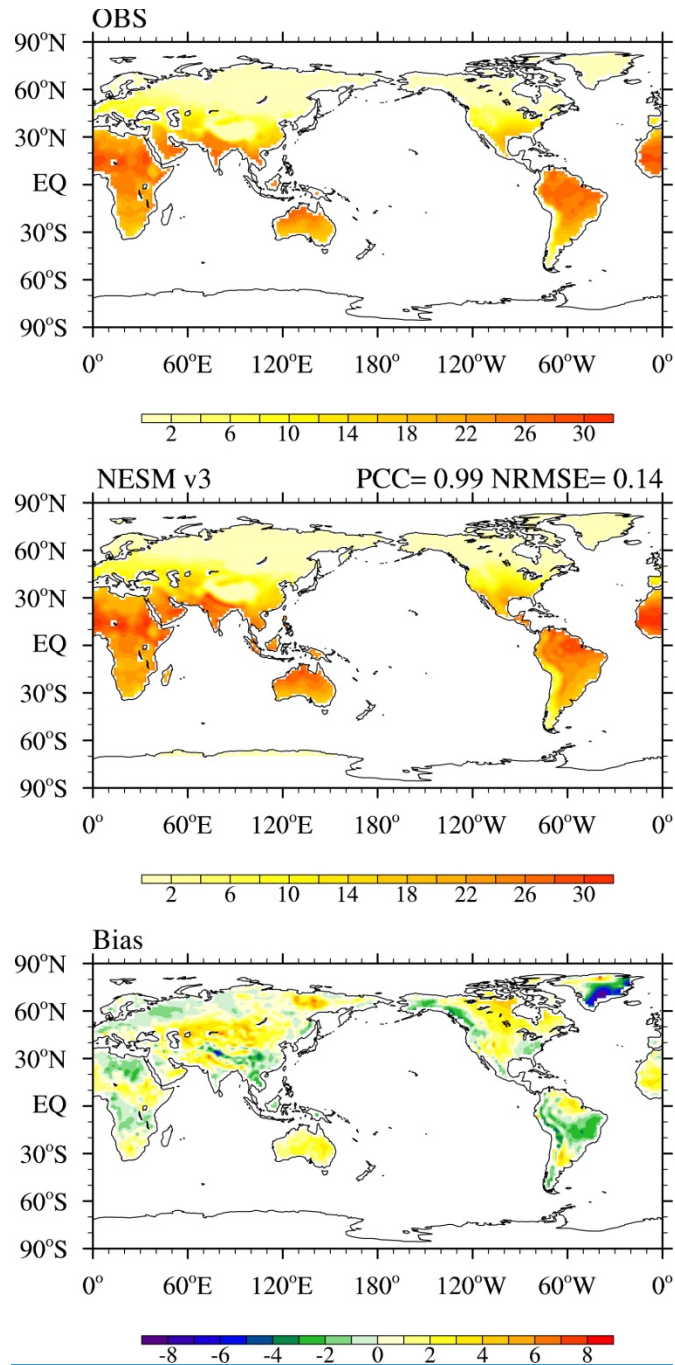 OBS
90°N
60°N
30°N
EQ
30°S
60°S
90°S
0° 60°E 120°E 180° 120°W 60°W 0°
2 6 10 14 18 22 26 30
NESM v3 PCC= 0.99 NRMSE= 0.14
90°N
60°N
30°N
EQ
30°S
60°S
90°S
0° 60°E 120°E 180° 120°W 60°W 0°
2 6 10 14 18 22 26 30
Bias
90°N
60°N
30°N
EQ
30°S
60°S
90°S
0° 60°E 120°E 180° 120°W 60°W 0°
-8 -6 -4 -2 0 2 4 6 8